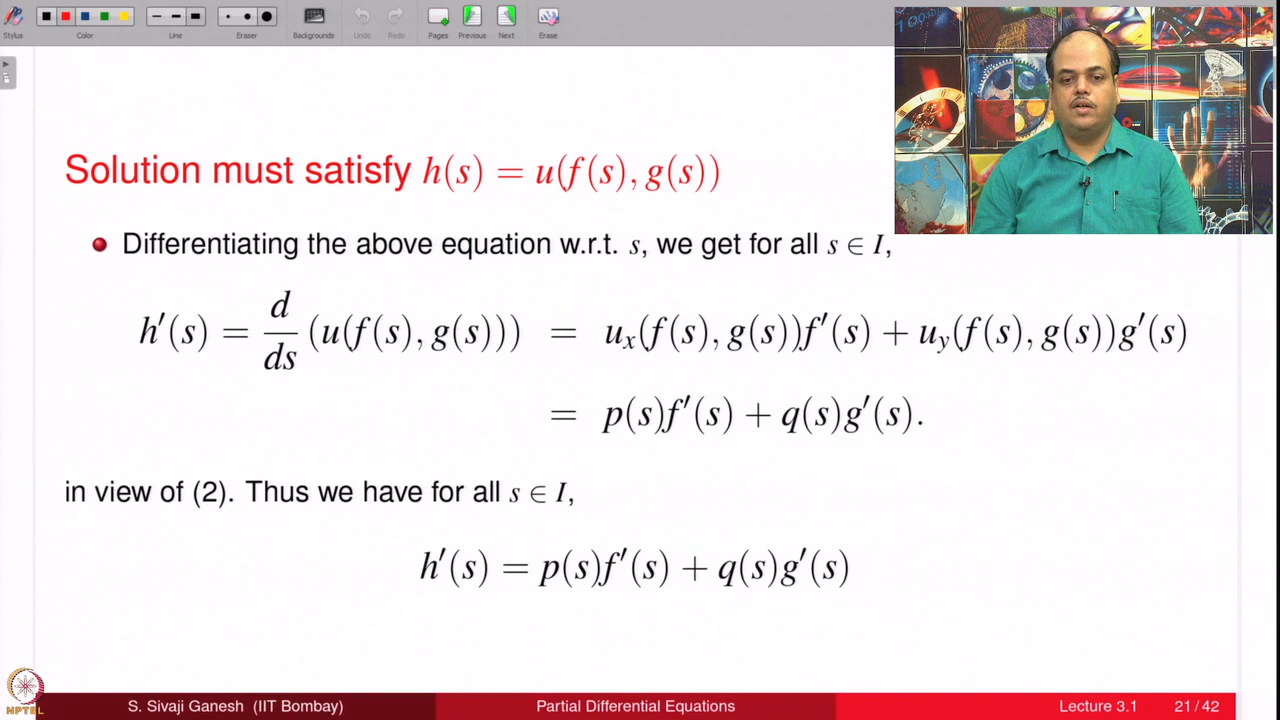 Stylus
Color
Line
Eraser
Backgrounds
Undo
Redo
Pages
Previous
Next
Erase
Solution must satisfy h(s) = u(f(s), g(s))
Differentiating the above equation w.r.t. s, we get for all s ∈ I,
h′(s) = d/ds (u(f(s), g(s))) = uₓ(f(s), g(s))f′(s) + u_y(f(s), g(s))g′(s)
= p(s)f′(s) + q(s)g′(s).
in view of (2). Thus we have for all s ∈ I,
h′(s) = p(s)f′(s) + q(s)g′(s)
NPTEL
S. Sivaji Ganesh (IIT Bombay)
Partial Differential Equations
Lecture 3.1
21 / 42